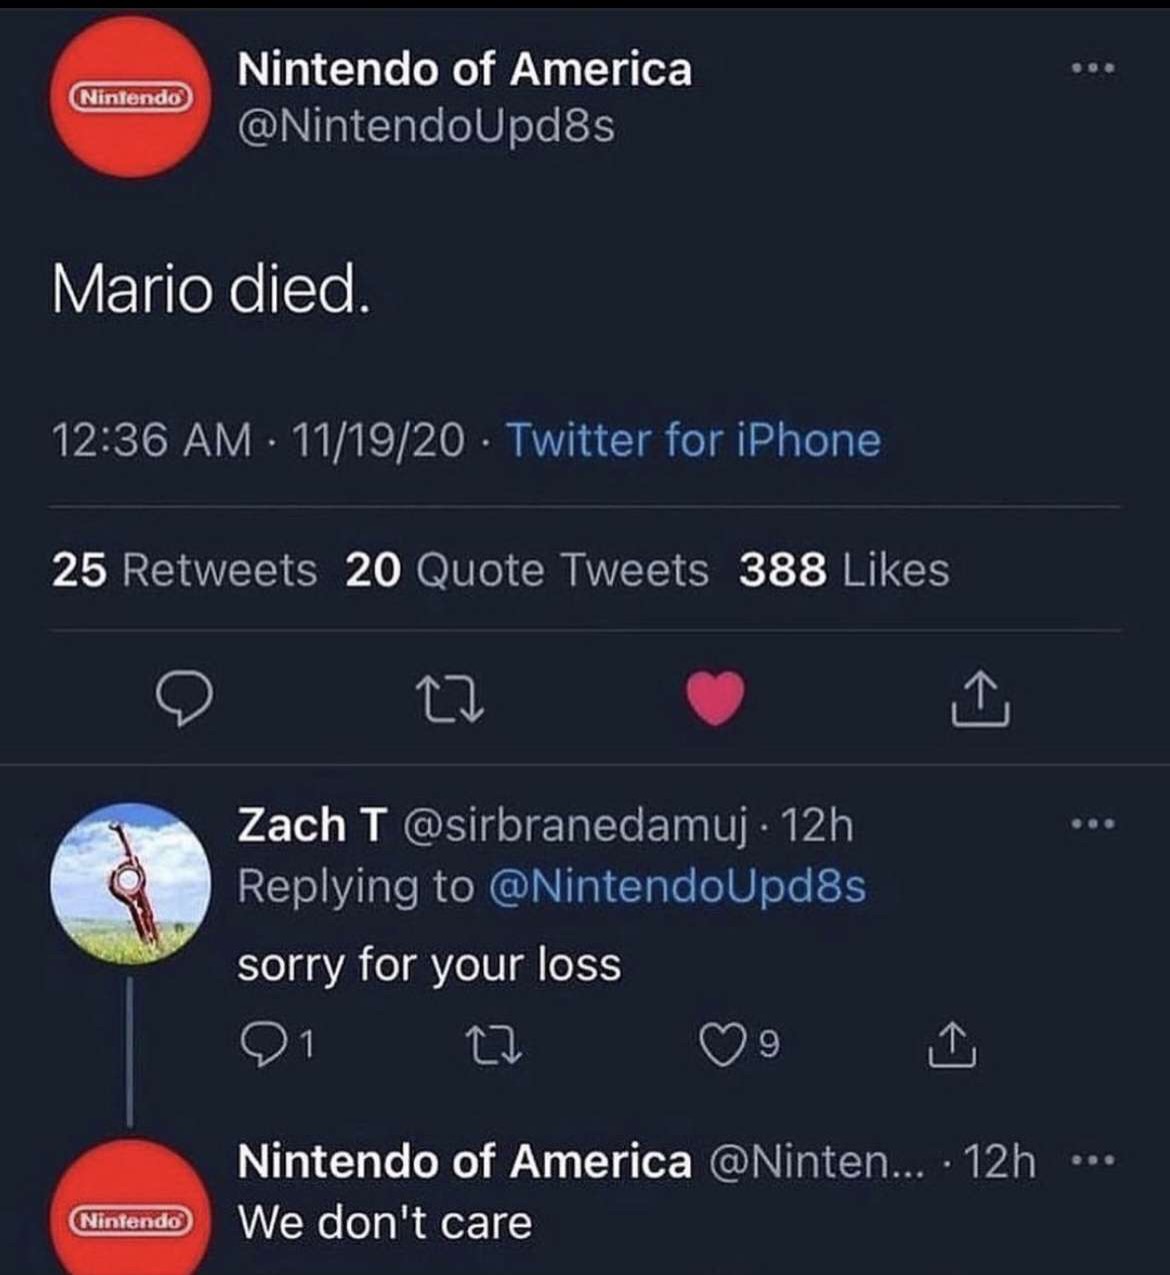 Nintendo
Nintendo of America
@NintendoUpd8s
Mario died.
12:36 AM · 11/19/20 · Twitter for iPhone
25 Retweets 20 Quote Tweets 388 Likes
Zach T @sirbranedamuj · 12h
Replying to @NintendoUpd8s
sorry for your loss
1 9
Nintendo of America @Ninten... · 12h
Nintendo
We don't care